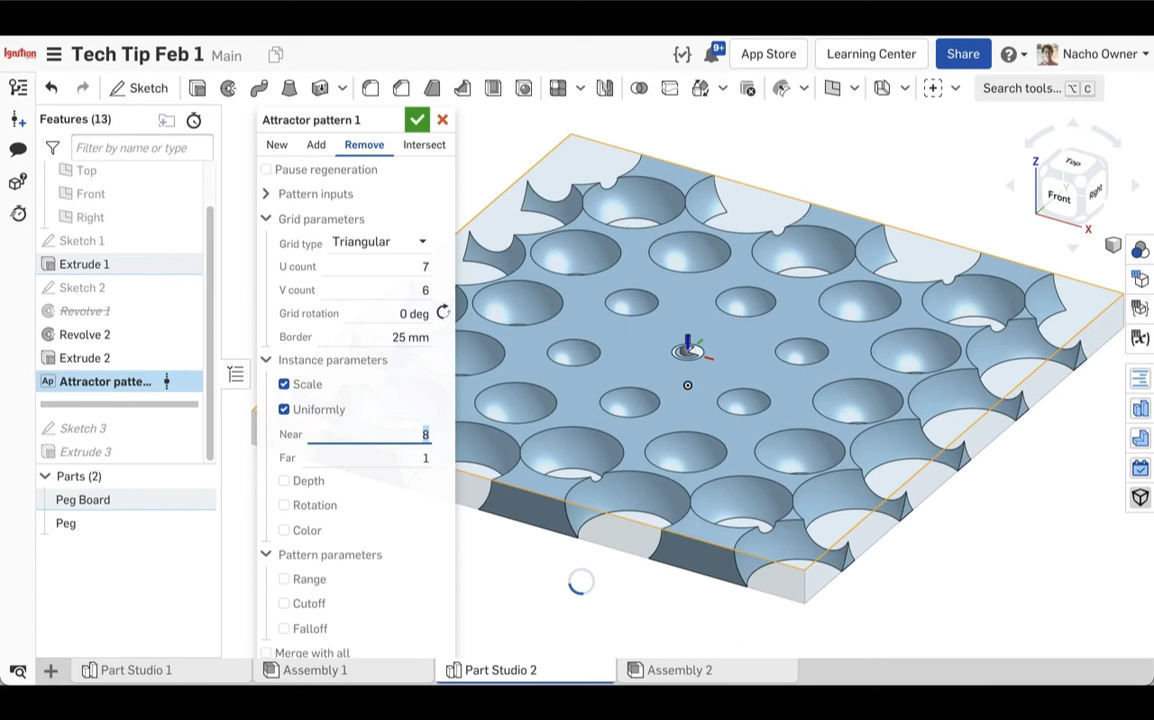 Ignition
Tech Tip Feb 1 Main
9+
App Store
Learning Center
Share
Nacho Owner
Sketch
Search tools... ⌥ C
Features (13)
Filter by name or type
Top
Front
Right
Sketch 1
Extrude 1
Sketch 2
Revolve 1
Revolve 2
Extrude 2
Ap Attractor patte...
Sketch 3
Extrude 3
Parts (2)
Peg Board
Peg
Attractor pattern 1
New Add Remove Intersect
Pause regeneration
Pattern inputs
Grid parameters
Grid type Triangular
U count 7
V count 6
Grid rotation 0 deg
Border 25 mm
Instance parameters
Scale
Uniformly
Near 8
Far 1
Depth
Rotation
Color
Pattern parameters
Range
Cutoff
Falloff
Merge with all
Z
Top
Front
Right
X
Part Studio 1
Assembly 1
Part Studio 2
Assembly 2